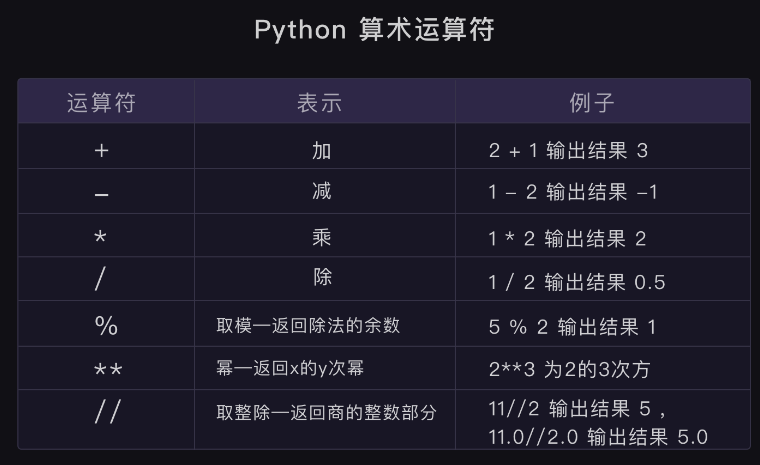 Python 算术运算符
运算符 表示 例子
+ 加 2 + 1 输出结果 3
– 减 1 – 2 输出结果 –1
* 乘 1 * 2 输出结果 2
/ 除 1 / 2 输出结果 0.5
% 取模—返回除法的余数 5 % 2 输出结果 1
** 幂—返回x的y次幂 2**3 为2的3次方
// 取整除—返回商的整数部分 11//2 输出结果 5 ,
11.0//2.0 输出结果 5.0